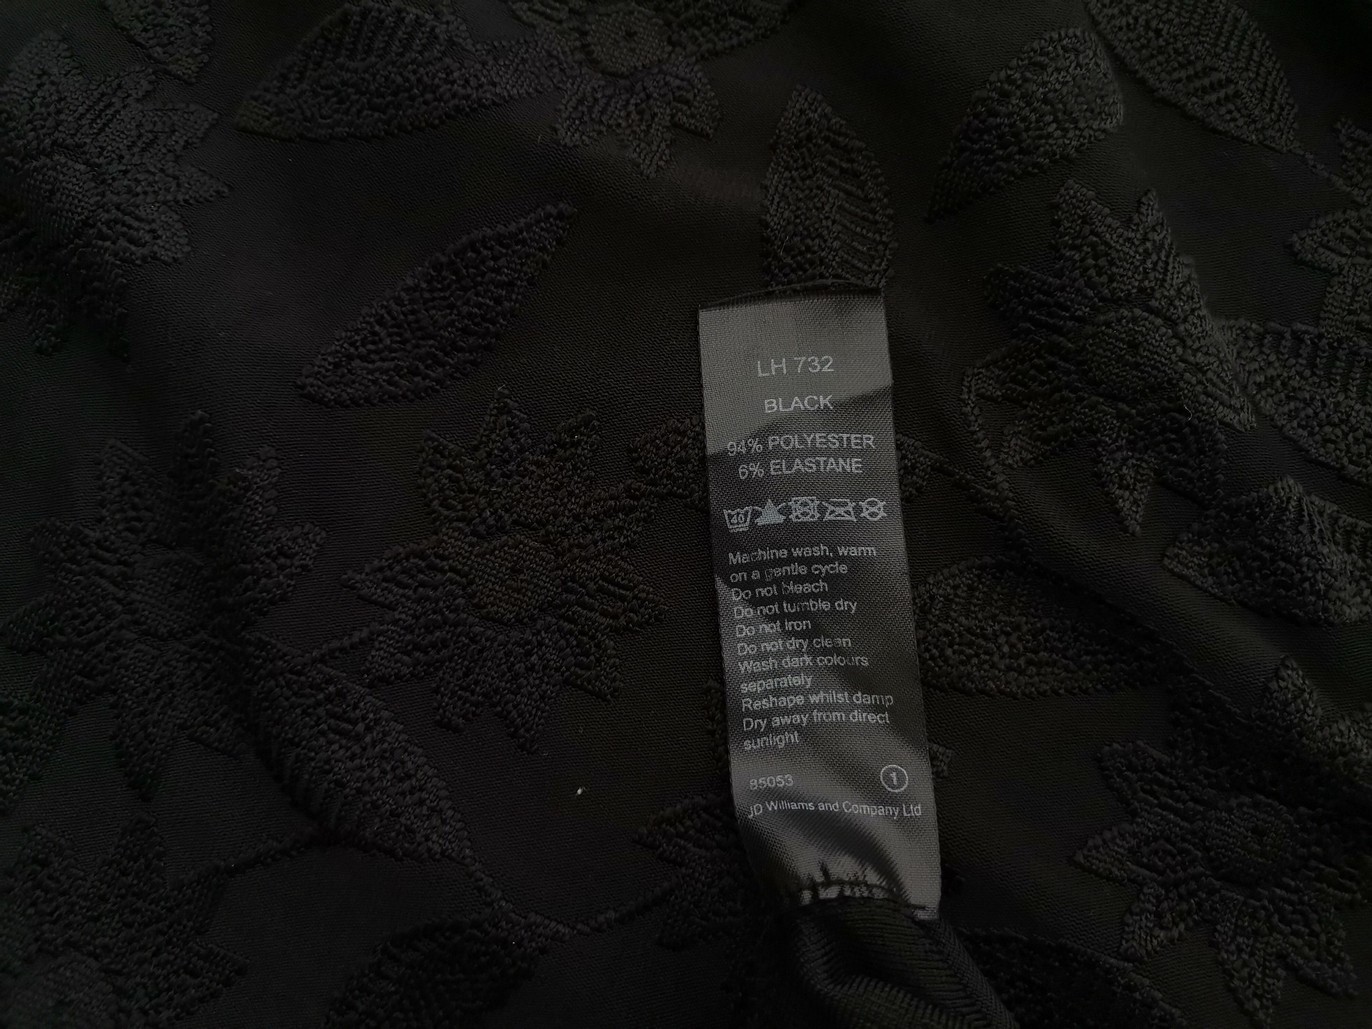 LH 732
BLACK
94% POLYESTER
6% ELASTANE
40
Machine wash, warm
on a gentle cycle
Do not bleach
Do not tumble dry
Do not iron
Do not dry clean
Wash dark colours
separately
Reshape whilst damp
Dry away from direct
sunlight
85053
1
JD Williams and Company Ltd